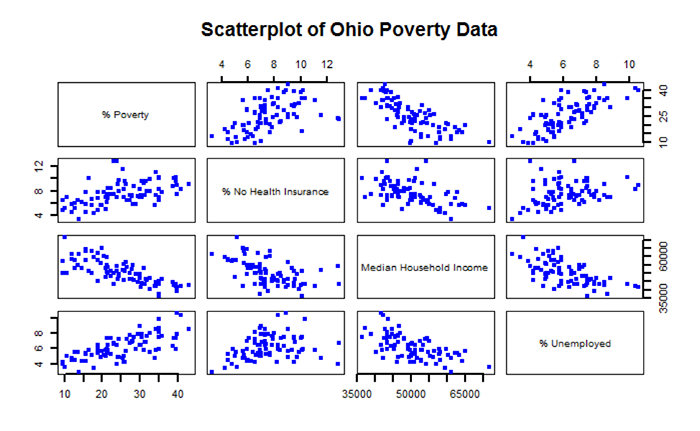 Scatterplot of Ohio Poverty Data
4 6 8 10 12
4 6 8 10
% Poverty
10 25 40
4 8 12
% No Health Insurance
Median Household Income
35000 60000
4 6 8
% Unemployed
10 20 30 40
35000 50000 65000